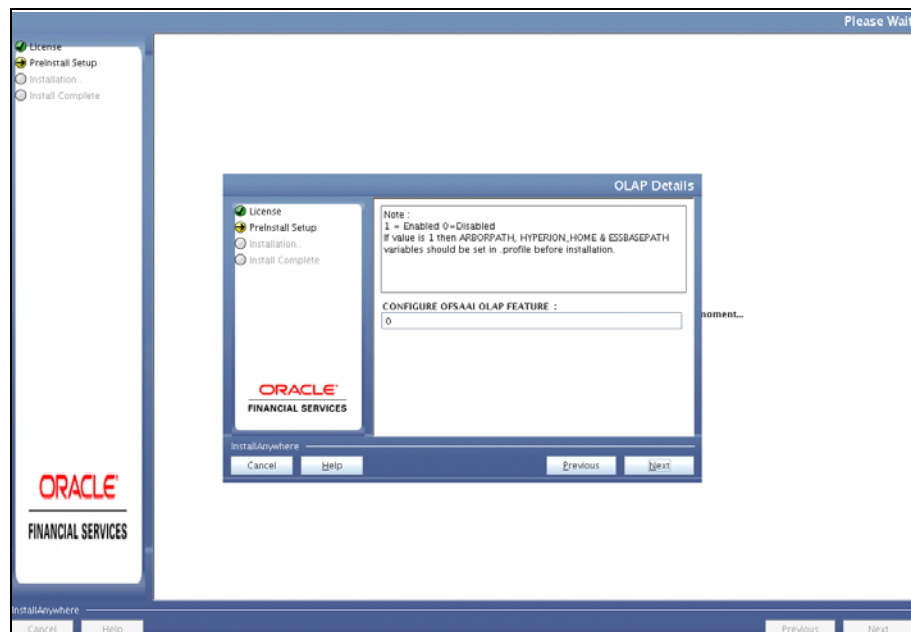 Please Wait
License
PreInstall Setup
Installation..
Install Complete
OLAP Details
License
PreInstall Setup
Installation..
Install Complete
Note :
1 = Enabled 0=Disabled
If value is 1 then ARBORPATH, HYPERION_HOME & ESSBASEPATH
variables should be set in .profile before installation.
CONFIGURE OFSAAI OLAP FEATURE :
0
moment...
ORACLE'
FINANCIAL SERVICES
InstallAnywhere
Cancel
Help
Previous
Next
ORACLE'
FINANCIAL SERVICES
InstallAnywhere
Cancel
Help
Previous
Next